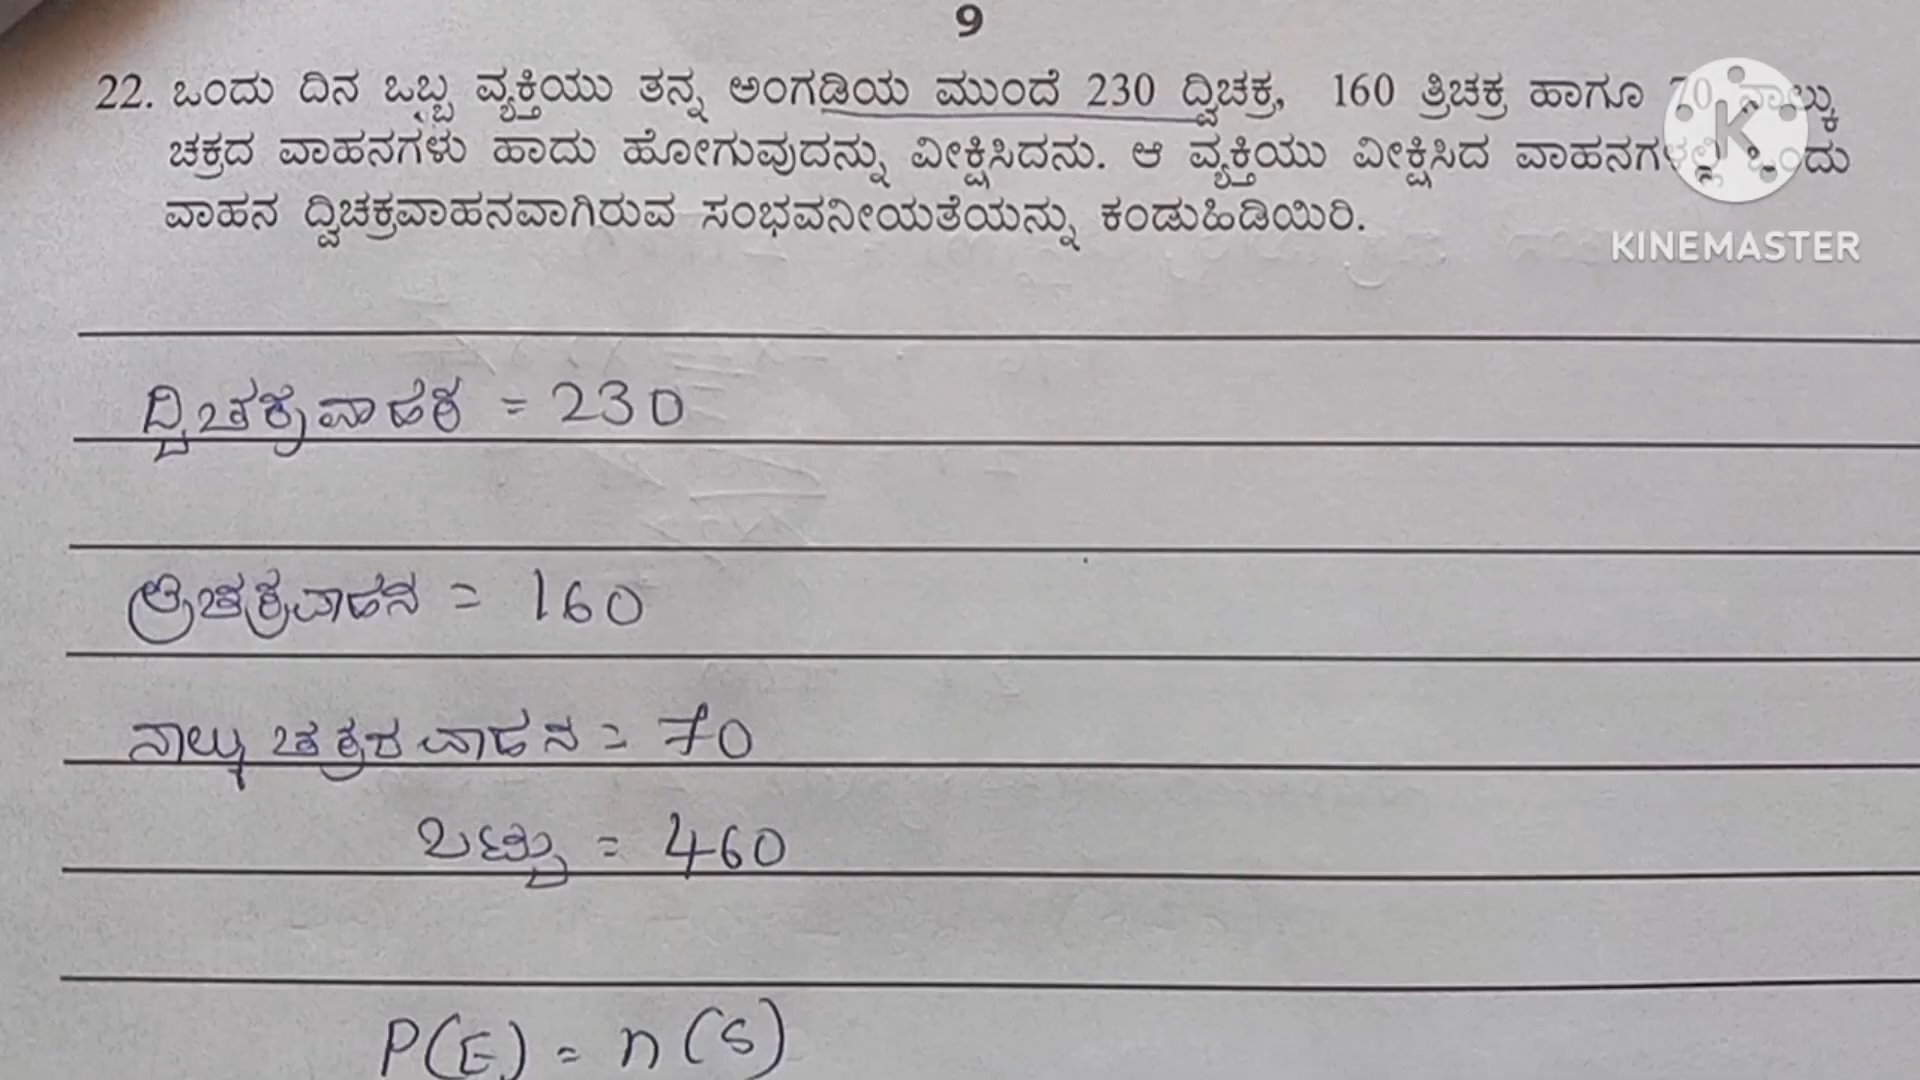 9
22. ಒಂದು ದಿನ ಒಬ್ಬ ವ್ಯಕ್ತಿಯು ತನ್ನ ಅಂಗಡಿಯ ಮುಂದೆ 230 ದ್ವಿಚಕ್ರ, 160 ತ್ರಿಚಕ್ರ ಹಾಗೂ 70 ನಾಲ್ಕು
ಚಕ್ರದ ವಾಹನಗಳು ಹಾದು ಹೋಗುವುದನ್ನು ವೀಕ್ಷಿಸಿದನು. ಆ ವ್ಯಕ್ತಿಯು ವೀಕ್ಷಿಸಿದ ವಾಹನಗಳಲ್ಲಿ ಒಂದು
ವಾಹನ ದ್ವಿಚಕ್ರವಾಹನವಾಗಿರುವ ಸಂಭವನೀಯತೆಯನ್ನು ಕಂಡುಹಿಡಿಯಿರಿ.
KINEMASTER
ದ್ವಿಚಕ್ರವಾಹನ = 230
ತ್ರಿಚಕ್ರವಾಹನ = 160
ನಾಲ್ಕು ಚಕ್ರದ ವಾಹನ = 70
ಒಟ್ಟು = 460
P(E) = n(S)